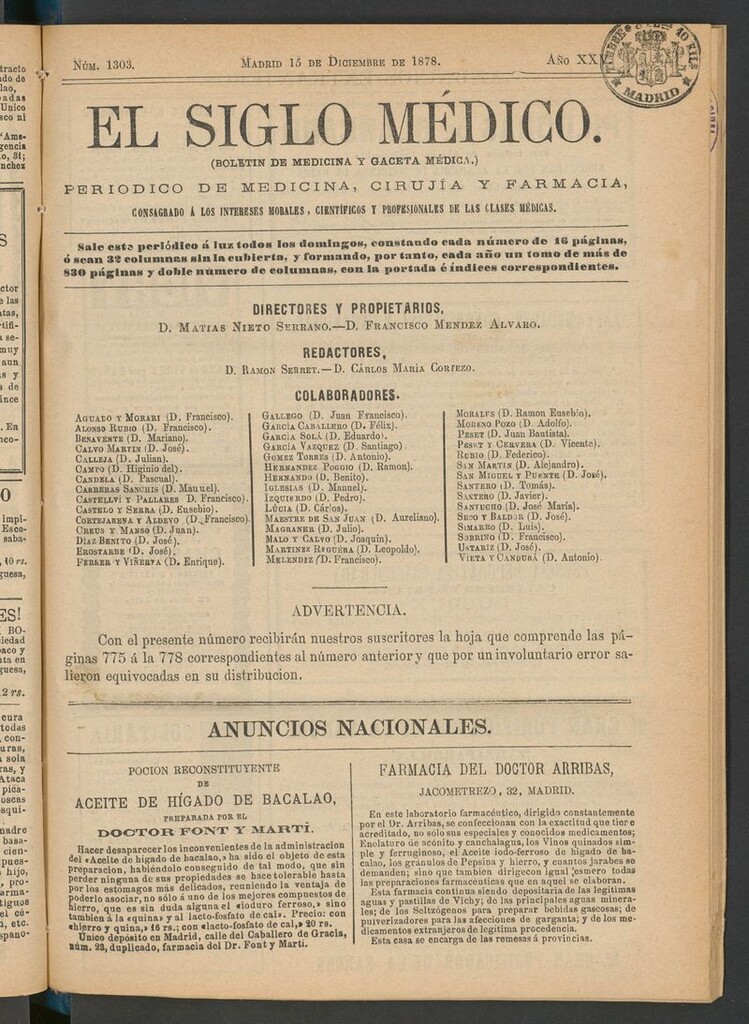 NÚM. 1303.
MADRID 15 DE DICIEMBRE DE 1878.
AÑO
TIMBRE 10 KILS
MADRID
EL SIGLO MÉDICO.
(BOLETIN DE MEDICINA Y GACETA MÉDICA.)
PERIODICO DE MEDICINA, CIRUJÍA Y FARMACIA,
CONSAGRADO Á LOS INTERESES MORALES, CIENTÍFICOS Y PROFESIONALES DE LAS CLASES MÉDICAS.
Sale este periódico á luz todos los domingos, constando cada número de 16 páginas,
ó sean 32 columnas sin la cubierta, y formando, por tanto, cada año un tomo de más de
830 páginas y doble número de columnas, con la portada é índices correspondientes.
DIRECTORES Y PROPIETARIOS,
D. MATIAS NIETO SERRANO.—D. FRANCISCO MENDEZ ALVARO.
REDACTORES,
D. RAMON SERRET.—D. CÁRLOS MARÍA CORTEZO.
COLABORADORES.
AGUADO Y MORARI (D. Francisco).
ALONSO RUBIO (D. Francisco).
BENAVENTE (D. Mariano).
CALVO MARTIN (D. José).
CALLEJA (D. Julian).
CAMPO (D. Higinio del).
CANDELA (D. Pascual).
CARRERAS SANCHIS (D. Manuel).
CASTELLVÍ Y PALLARES D. Francisco).
CASTELO Y SERRA (D. Eusebio).
CORTEJARENA Y ALDEVO (D. Francisco).
CREUS Y MANSO (D. Juan).
DIAZ BENITO (D. José).
EROSTARBE (D. José).
FERRER Y VIÑERTA (D. Enrique).
GALLEGO (D. Juan Francisco).
GARCÍA CABALLERO (D. Félix).
GARCIA SOLÁ (D. Eduardo).
GARCÍA VAZQUEZ (D. Santiago).
GOMEZ TORRES (D. Antonio).
HERNANDEZ POGGIO (D. Ramon).
HERNANDO (D. Benito).
IGLESIAS (D. Manuel).
IZQUIERDO (D. Pedro).
LÚCIA (D. Cárlos).
MAESTRE DE SAN JUAN (D. Aureliano).
MAGRANER (D. Julio).
MALO Y CALVO (D. Joaquin).
MARTINEZ REGUERA (D. Leopoldo).
MELENDEZ (D. Francisco).
MORALES (D. Ramon Eusebio).
MORENO POZO (D. Adolfo).
PESET (D. Juan Bautista).
PESET Y CERVERA (D. Vicente).
RUBIO (D. Federico).
SAN MARTIN (D. Alejandro).
SAN MIGUEL Y PUENTE (D. José).
SANTERO (D. Tomás).
SANTERO (D. Javier).
SANTUCHO (D. José María).
SECO Y BALDOR (D. José).
SIMARRO (D. Luis).
SOBRINO (D. Francisco).
USTARIZ (D. José).
VIETA Y CANDURÁ (D. Antonio)
ADVERTENCIA.
Con el presente número recibirán nuestros suscritores la hoja que comprende las pá-
ginas 775 á la 778 correspondientes al número anterior y que por un involuntario error sa-
lieron equivocadas en su distribucion.
ANUNCIOS NACIONALES.
POCION RECONSTITUYENTE
DE
ACEITE DE HÍGADO DE BACALAO,
PREPARADA POR EL
DOCTOR FONT Y MARTÍ.
Hacer desaparecer los inconvenientes de la administracion
del «Aceite de hígado de bacalao,» ha sido el objeto de esta
preparacion, habiéndolo conseguido de tal modo, que sin
perder ninguna de sus propiedades se hace tolerable hasta
por los estomagos más delicados, reuniendo la ventaja de
poderlo asociar, no sólo á uno de los mejores compuestos de
hierro, que es sin duda alguna el «ioduro ferroso,» sino
tambien á la «quina» y al lacto-fosfato de cal». Precio: con
«hierro y quina,» 16 rs.; con «lacto-fosfato de cal,» 20 rs.
Unico depósito en Madrid, calle del Caballero de Gracia,
núm. 23, duplicado, farmacia del Dr. Font y Martí.
FARMACIA DEL DOCTOR ARRIBAS,
JACOMETREZO, 32, MADRID.
En este laboratorio farmacéutico, dirigido constantemente
por el Dr. Arribas, se confeccionan con la exactitud que tiene
acreditado, no sólo sus especiales y conocidos medicamentos;
Enolaturo de acónito y canchalagua, los Vinos quinados sim-
ple y ferruginoso, el Aceite iodo-ferroso de hígado de ba-
calao, los gránulos de Pepsina y hierro, y cuantos jarabes se
demanden; sino que tambien dirigecon igual esmero todas
las preparaciones farmacéuticas que en aquel se elaboran.
Esta farmacia continua siendo depositaria de las legítimas
aguas y pastillas de Vichy; de las principales aguas minera-
les; de los Seltzógenos para preparar bebidas gascosas; de
pulverizadores para las afecciones de garganta; y de los me-
dicamentos extranjeros de legítima procedencia.
Esta casa se encarga de las remesas á provincias.